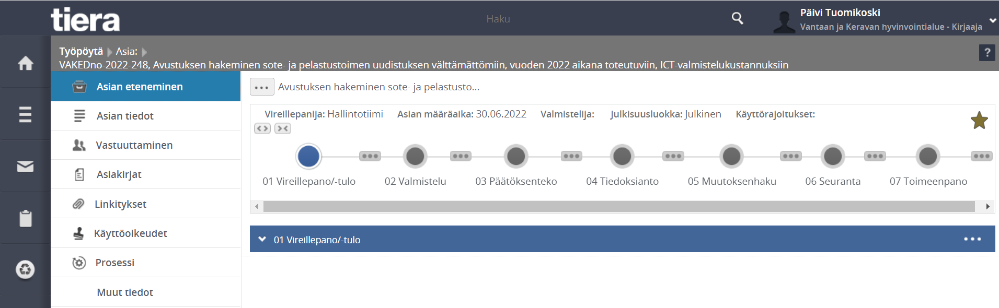 tiera
Haku
Päivi Tuomikoski
Vantaan ja Keravan hyvinvointialue - Kirjaaja
Työpöytä Asia:
VAKEDno-2022-248, Avustuksen hakeminen sote- ja pelastustoimen uudistuksen välttämättömiin, vuoden 2022 aikana toteutuviin, ICT-valmistelukustannuksiin
?
Asian eteneminen
Asian tiedot
Vastuuttaminen
Asiakirjat
Linkitykset
Käyttöoikeudet
Prosessi
Muut tiedot
Avustuksen hakeminen sote- ja pelastusto...
Vireillepanija: Hallintotiimi Asian määräaika: 30.06.2022 Valmistelija: Julkisuusluokka: Julkinen Käyttörajoitukset:
01 Vireillepano/-tulo 02 Valmistelu 03 Päätöksenteko 04 Tiedoksianto 05 Muutoksenhaku 06 Seuranta 07 Toimeenpano
01 Vireillepano/-tulo